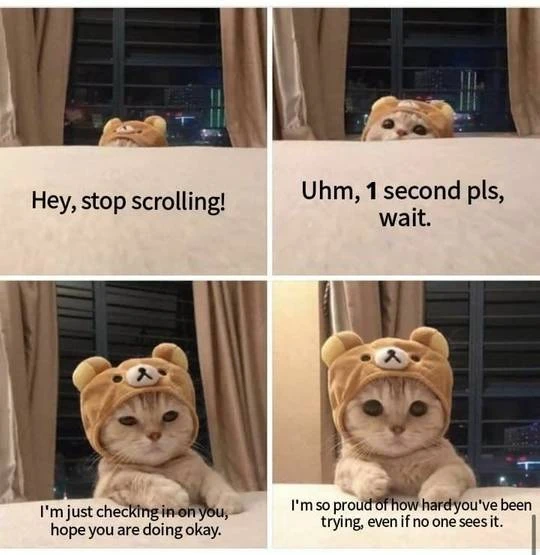 Hey, stop scrolling!
Uhm, 1 second pls,
wait.
I'm just checking in on you,
hope you are doing okay.
I'm so proud of how hard you've been
trying, even if no one sees it.